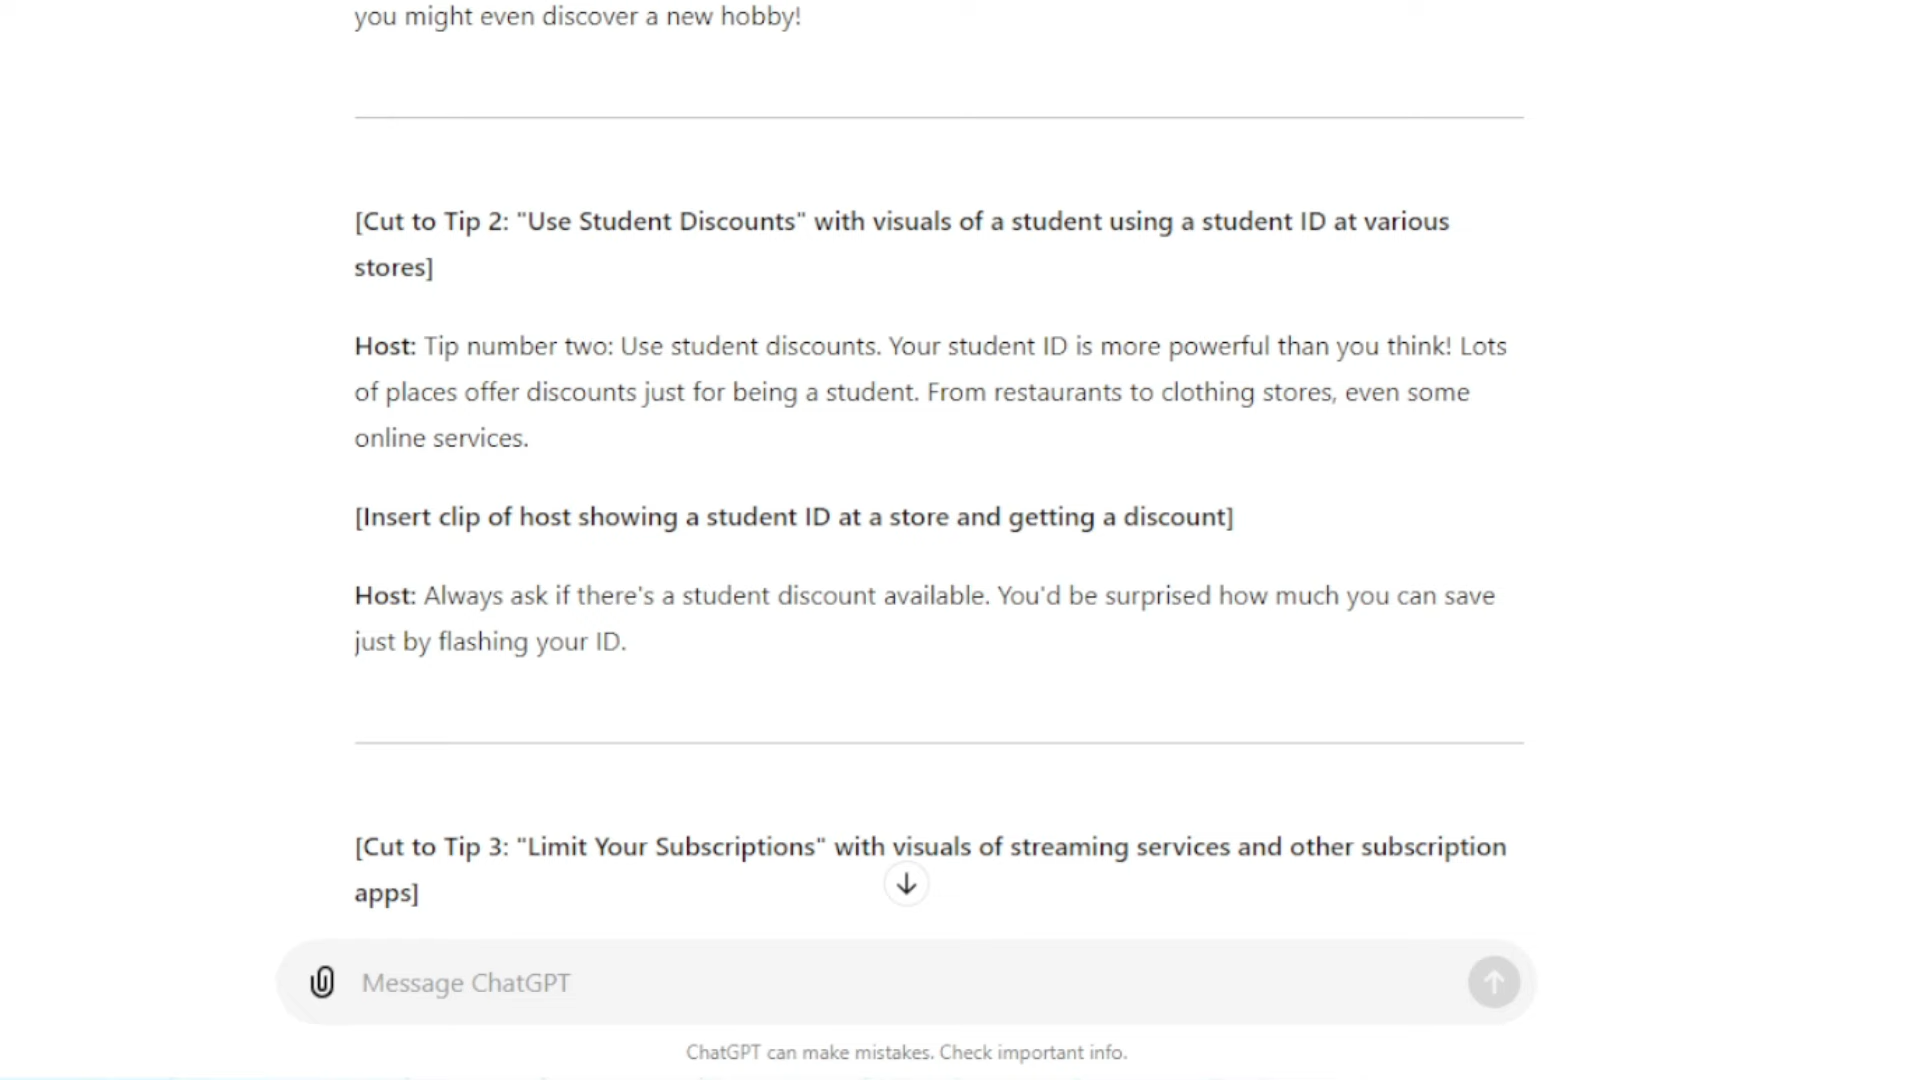 you might even discover a new hobby!
[Cut to Tip 2: "Use Student Discounts" with visuals of a student using a student ID at various
stores]
Host: Tip number two: Use student discounts. Your student ID is more powerful than you think! Lots
of places offer discounts just for being a student. From restaurants to clothing stores, even some
online services.
[Insert clip of host showing a student ID at a store and getting a discount]
Host: Always ask if there's a student discount available. You'd be surprised how much you can save
just by flashing your ID.
[Cut to Tip 3: "Limit Your Subscriptions" with visuals of streaming services and other subscription
apps]
Message ChatGPT
ChatGPT can make mistakes. Check important info.